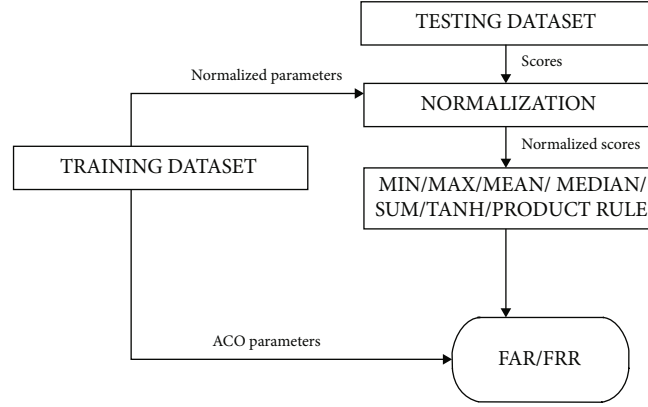 TESTING DATASET
Scores
Normalized parameters
NORMALIZATION
Normalized scores
TRAINING DATASET
MIN/MAX/MEAN/ MEDIAN/
SUM/TANH/PRODUCT RULE
ACO parameters
FAR/FRR